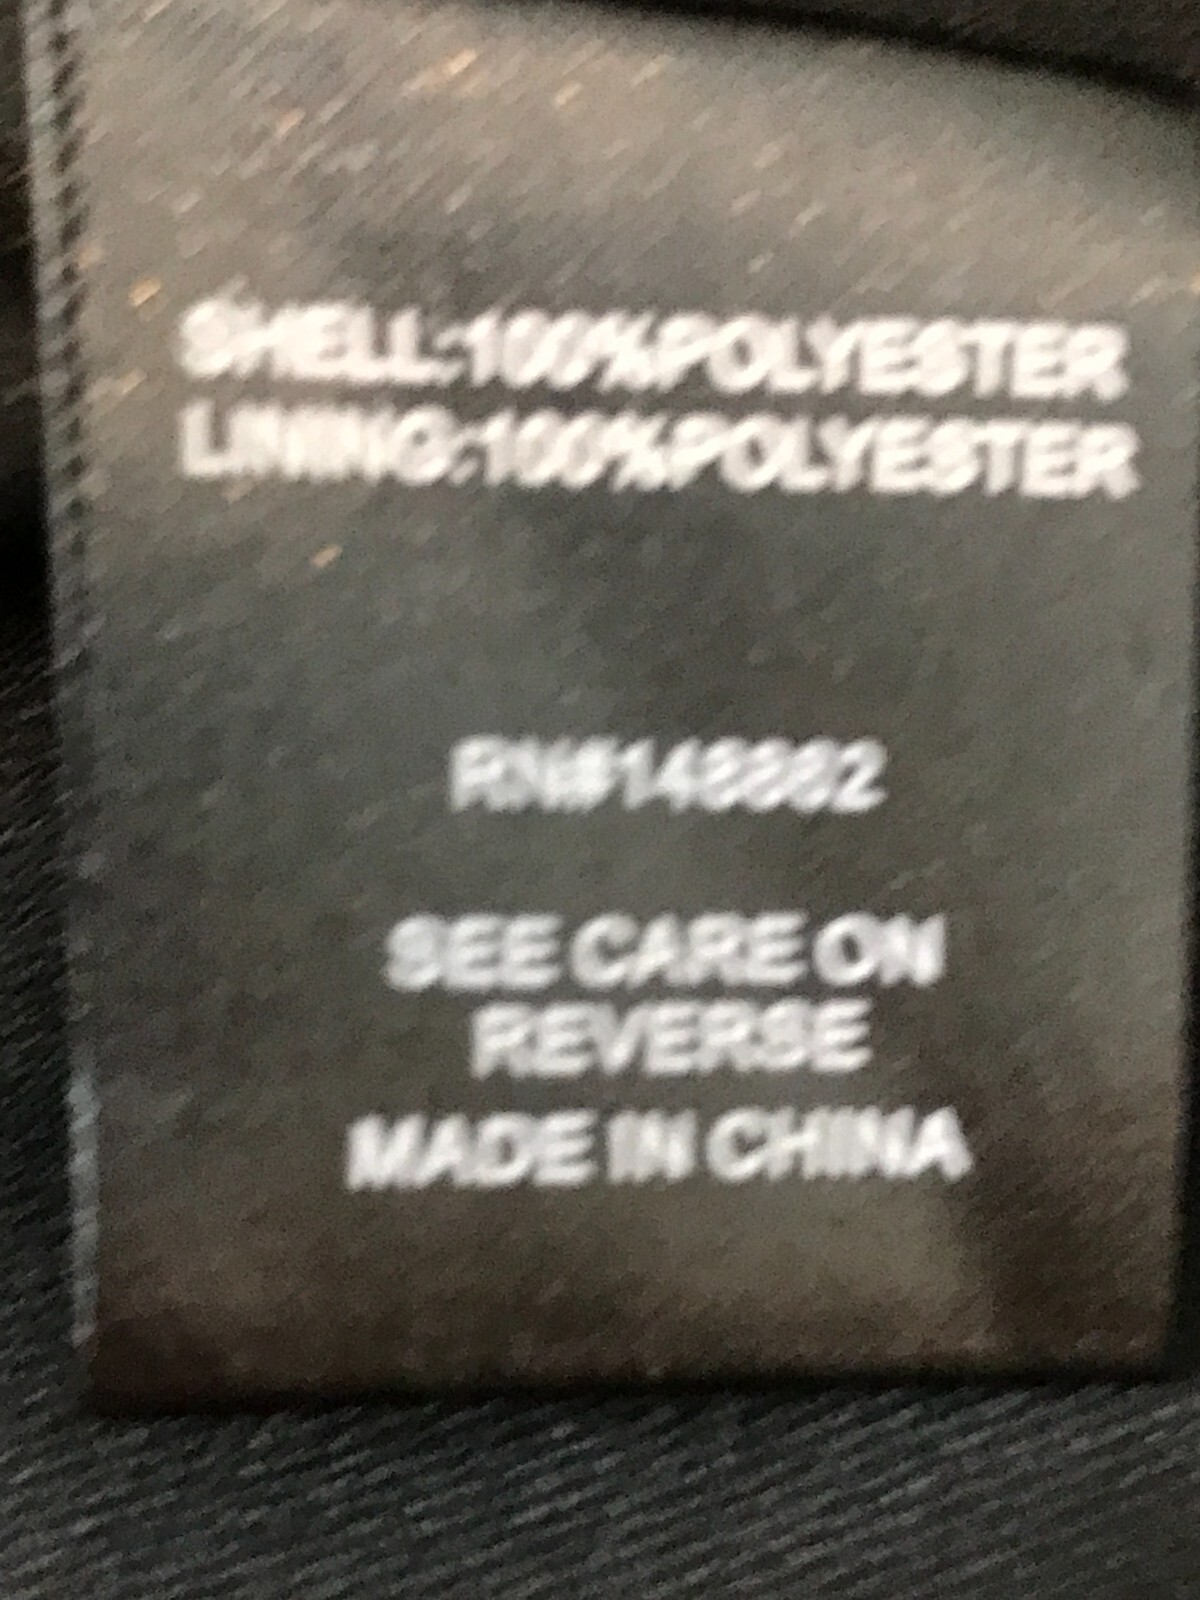 SHELL:100%POLYESTER
LINING:100%POLYESTER
SEE CARE ON
REVERSE
MADE IN CHINA